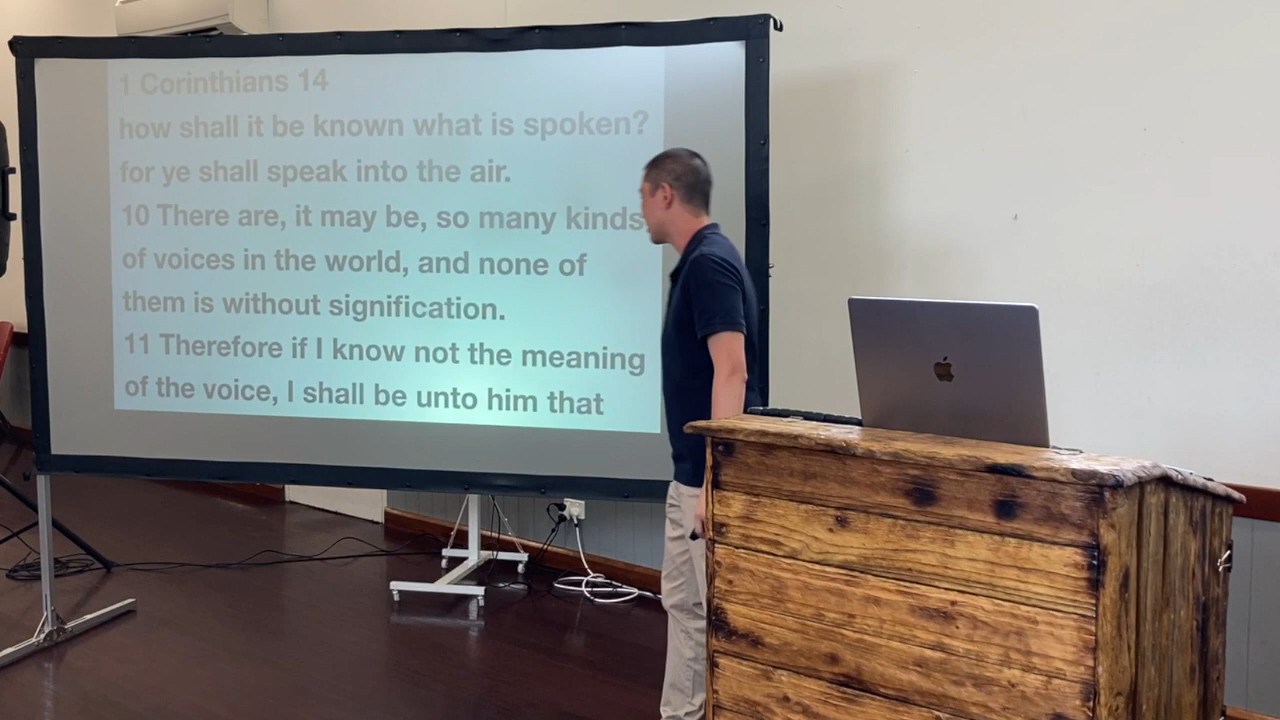 1 Corinthians 14
how shall it be known what is spoken?
for ye shall speak into the air.
10 There are, it may be, so many kinds
of voices in the world, and none of
them is without signification.
11 Therefore if I know not the meaning
of the voice, I shall be unto him that